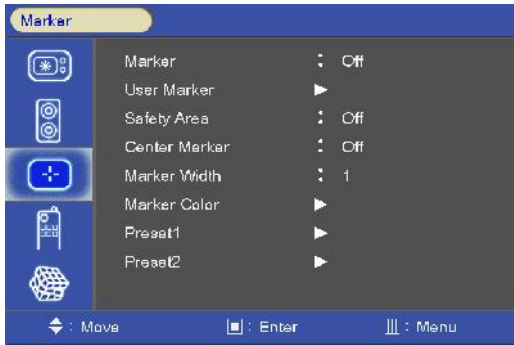 Marker
Marker : Off
User Marker ▶
Safety Area : Off
Center Marker : Off
Marker Width : 1
Marker Color ▶
Preset1 ▶
Preset2 ▶
: Move : Enter : Menu